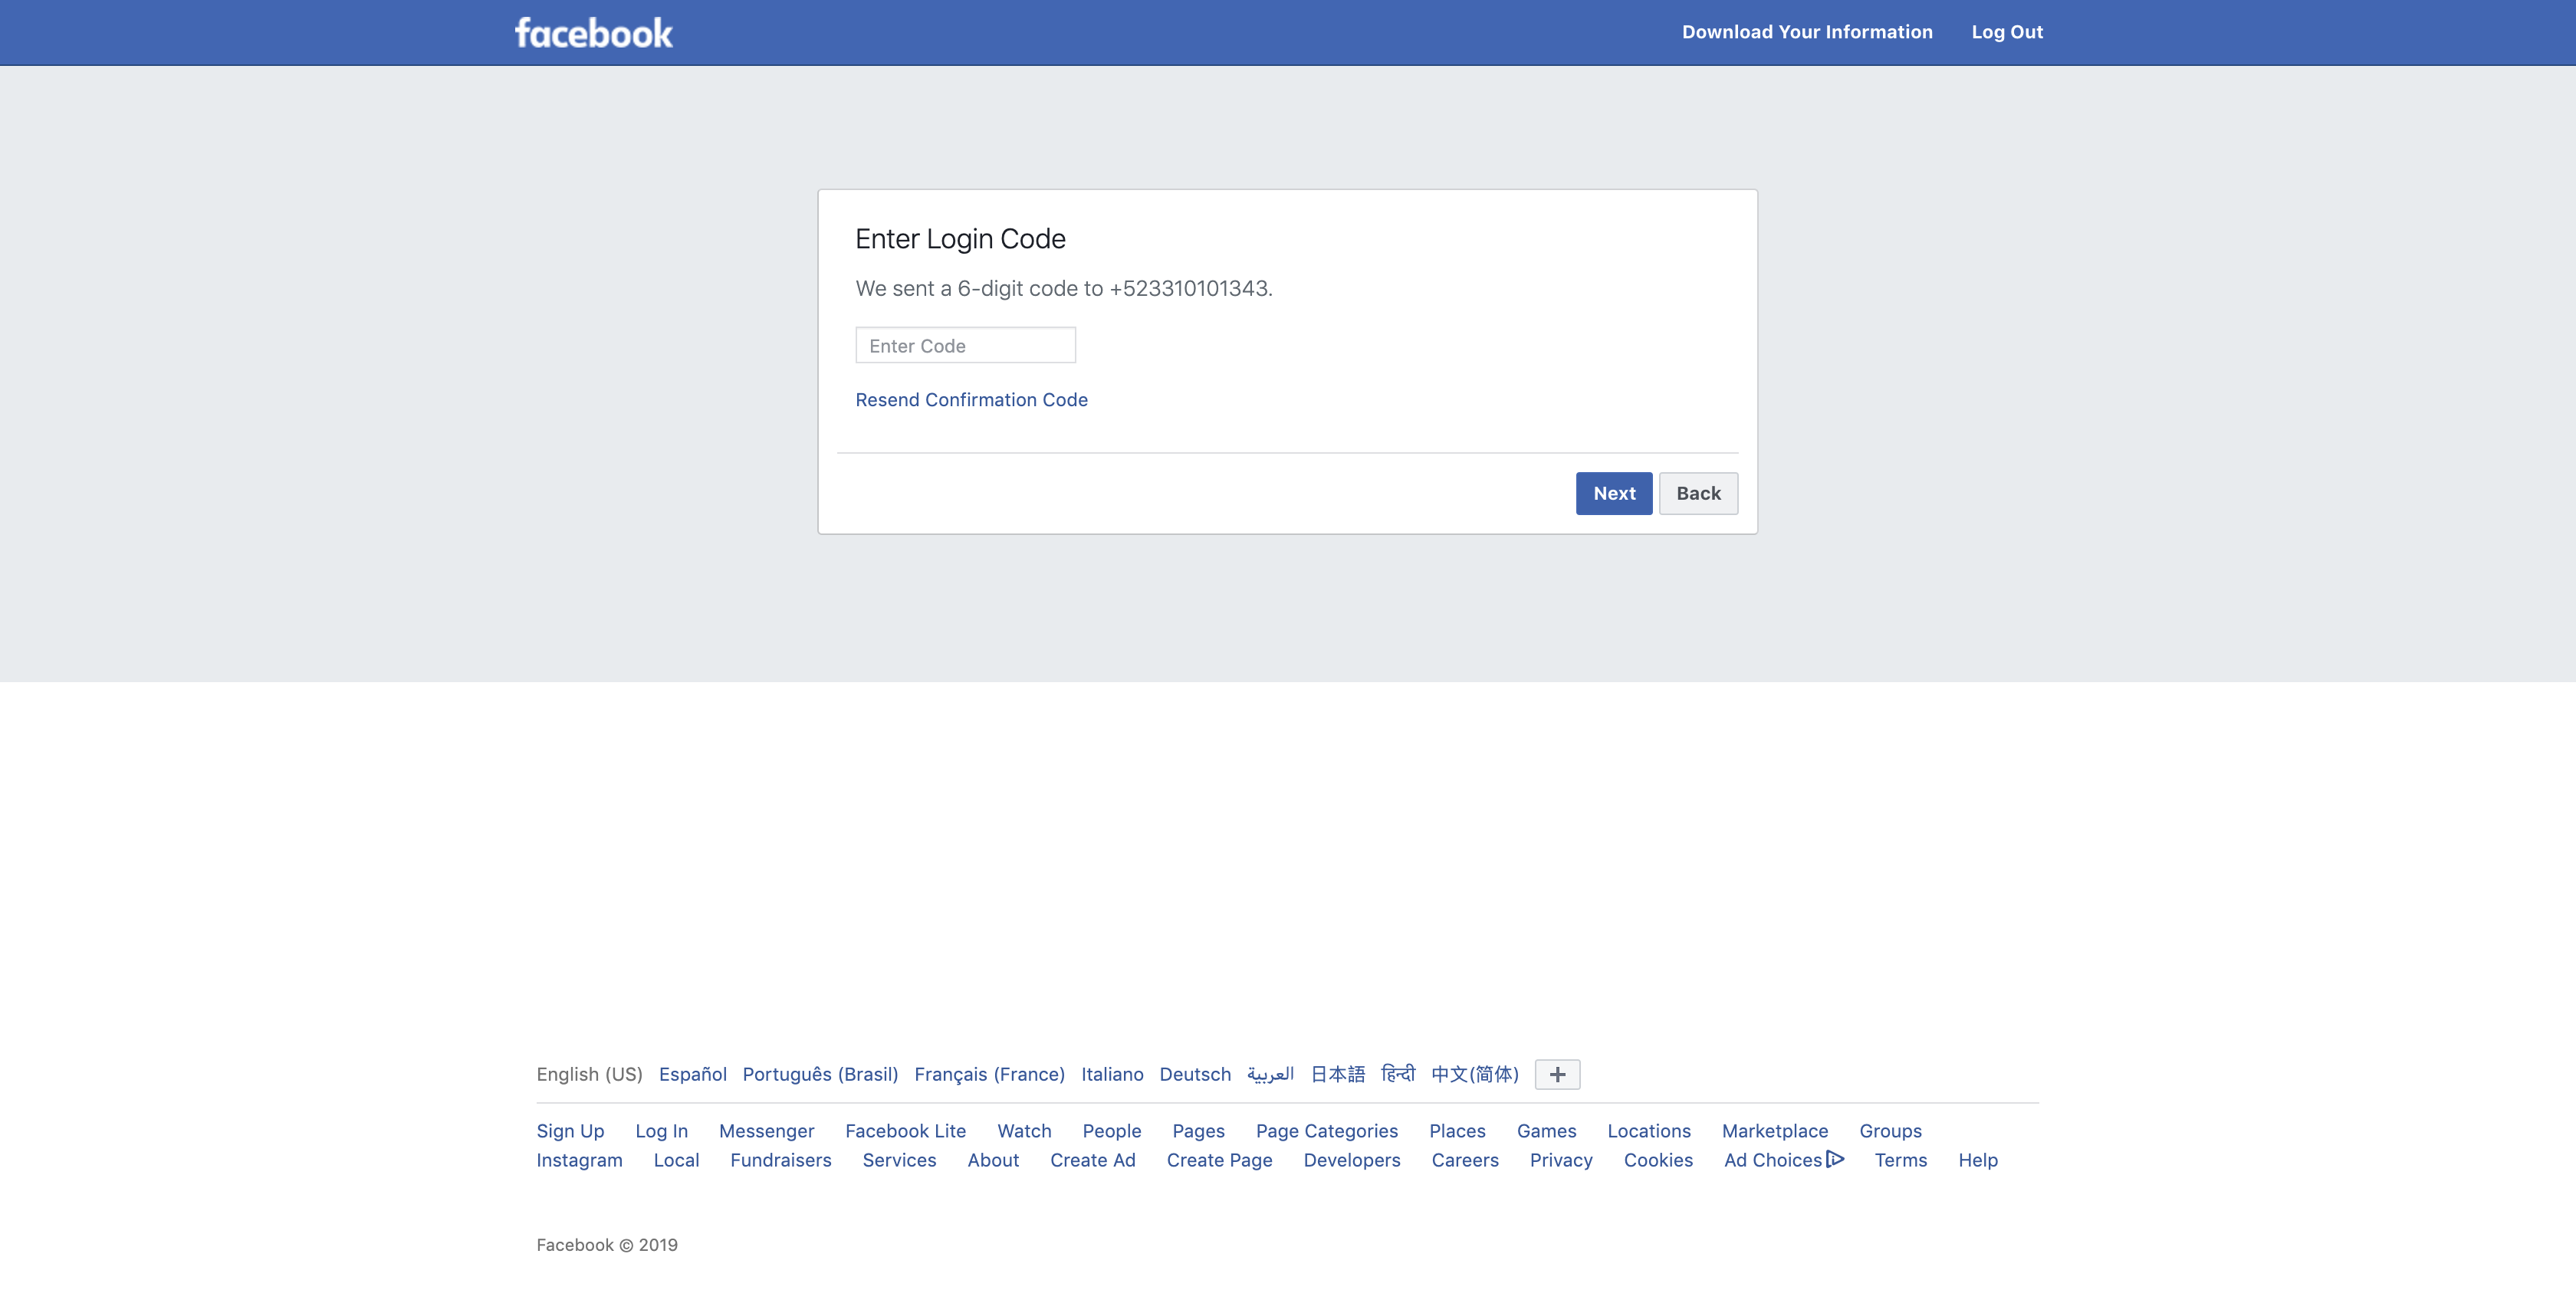 facebook
Download Your Information Log Out
Enter Login Code
We sent a 6-digit code to +523310101343.
Enter Code
Resend Confirmation Code
Next Back
English (US) Español Português (Brasil) Français (France) Italiano Deutsch العربية 日本語 हिन्दी 中文(简体)
Sign Up Log In Messenger Facebook Lite Watch People Pages Page Categories Places Games Locations Marketplace Groups
Instagram Local Fundraisers Services About Create Ad Create Page Developers Careers Privacy Cookies Ad Choices Terms Help
Facebook © 2019